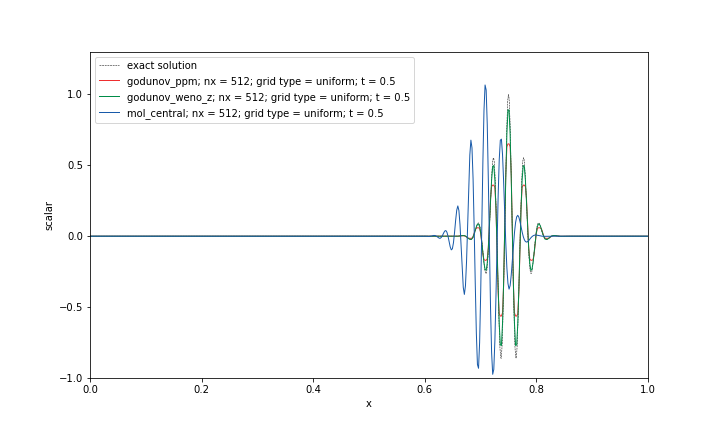 exact solution
godunov_ppm; nx = 512; grid type = uniform; t = 0.5
godunov_weno_z; nx = 512; grid type = uniform; t = 0.5
mol_central; nx = 512; grid type = uniform; t = 0.5
scalar
1.0
0.5
0.0
−0.5
−1.0
0.0 0.2 0.4 0.6 0.8 1.0
x